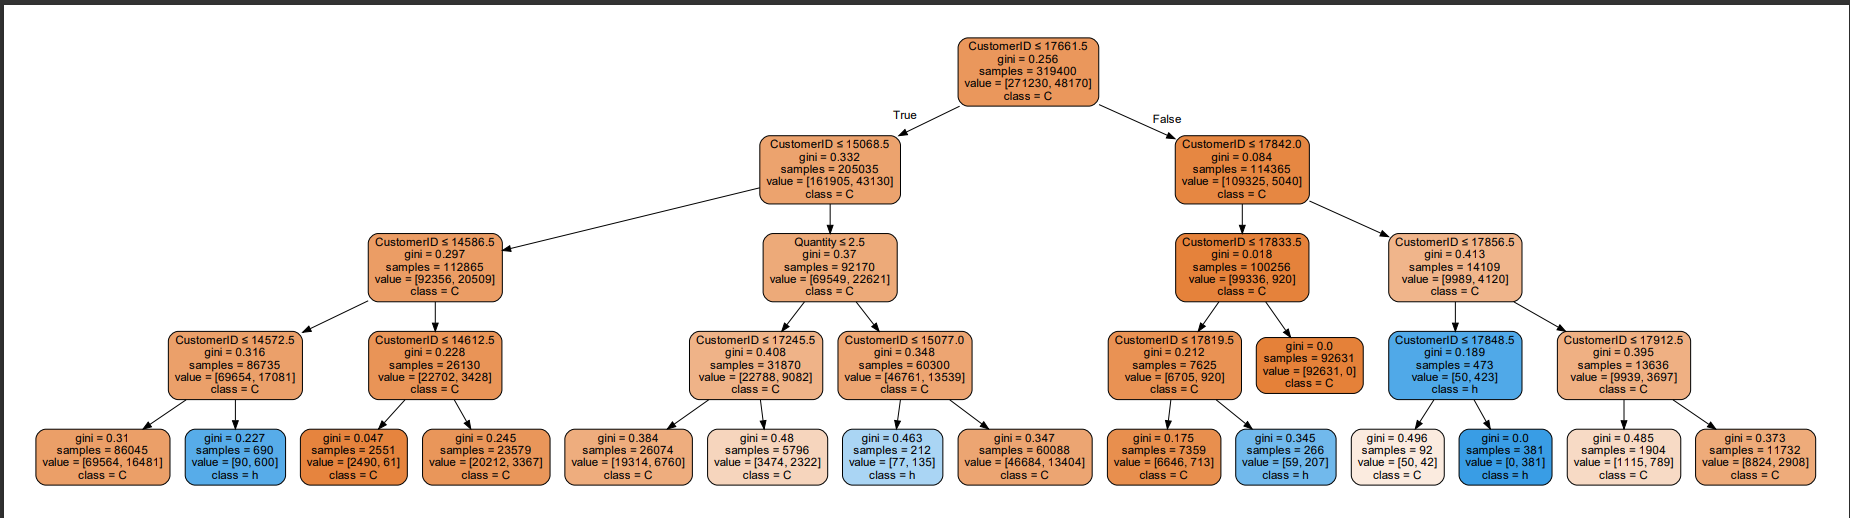 CustomerID ≤ 17661.5
gini = 0.256
samples = 319400
value = [271230, 48170]
class = C
True
False
CustomerID ≤ 15068.5
gini = 0.332
samples = 205035
value = [161905, 43130]
class = C
CustomerID ≤ 17842.0
gini = 0.084
samples = 114365
value = [109325, 5040]
class = C
CustomerID ≤ 14586.5
gini = 0.297
samples = 112865
value = [92356, 20509]
class = C
Quantity ≤ 2.5
gini = 0.37
samples = 92170
value = [69549, 22621]
class = C
CustomerID ≤ 17833.5
gini = 0.018
samples = 100256
value = [99336, 920]
class = C
CustomerID ≤ 17856.5
gini = 0.413
samples = 14109
value = [9989, 4120]
class = C
CustomerID ≤ 14572.5
gini = 0.316
samples = 86735
value = [69654, 17081]
class = C
CustomerID ≤ 14612.5
gini = 0.228
samples = 26130
value = [22702, 3428]
class = C
CustomerID ≤ 17245.5
gini = 0.408
samples = 31870
value = [22788, 9082]
class = C
CustomerID ≤ 15077.0
gini = 0.348
samples = 60300
value = [46761, 13539]
class = C
CustomerID ≤ 17819.5
gini = 0.212
samples = 7625
value = [6705, 920]
class = C
gini = 0.0
samples = 92631
value = [92631, 0]
class = C
CustomerID ≤ 17848.5
gini = 0.189
samples = 473
value = [50, 423]
class = h
CustomerID ≤ 17912.5
gini = 0.395
samples = 13636
value = [9939, 3697]
class = C
gini = 0.31
samples = 86045
value = [69564, 16481]
class = C
gini = 0.227
samples = 690
value = [90, 600]
class = h
gini = 0.047
samples = 2551
value = [2490, 61]
class = C
gini = 0.245
samples = 23579
value = [20212, 3367]
class = C
gini = 0.384
samples = 26074
value = [19314, 6760]
class = C
gini = 0.48
samples = 5796
value = [3474, 2322]
class = C
gini = 0.463
samples = 212
value = [77, 135]
class = h
gini = 0.347
samples = 60088
value = [46684, 13404]
class = C
gini = 0.175
samples = 7359
value = [6646, 713]
class = C
gini = 0.345
samples = 266
value = [59, 207]
class = h
gini = 0.496
samples = 92
value = [50, 42]
class = C
gini = 0.0
samples = 381
value = [0, 381]
class = h
gini = 0.485
samples = 1904
value = [1115, 789]
class = C
gini = 0.373
samples = 11732
value = [8824, 2908]
class = C